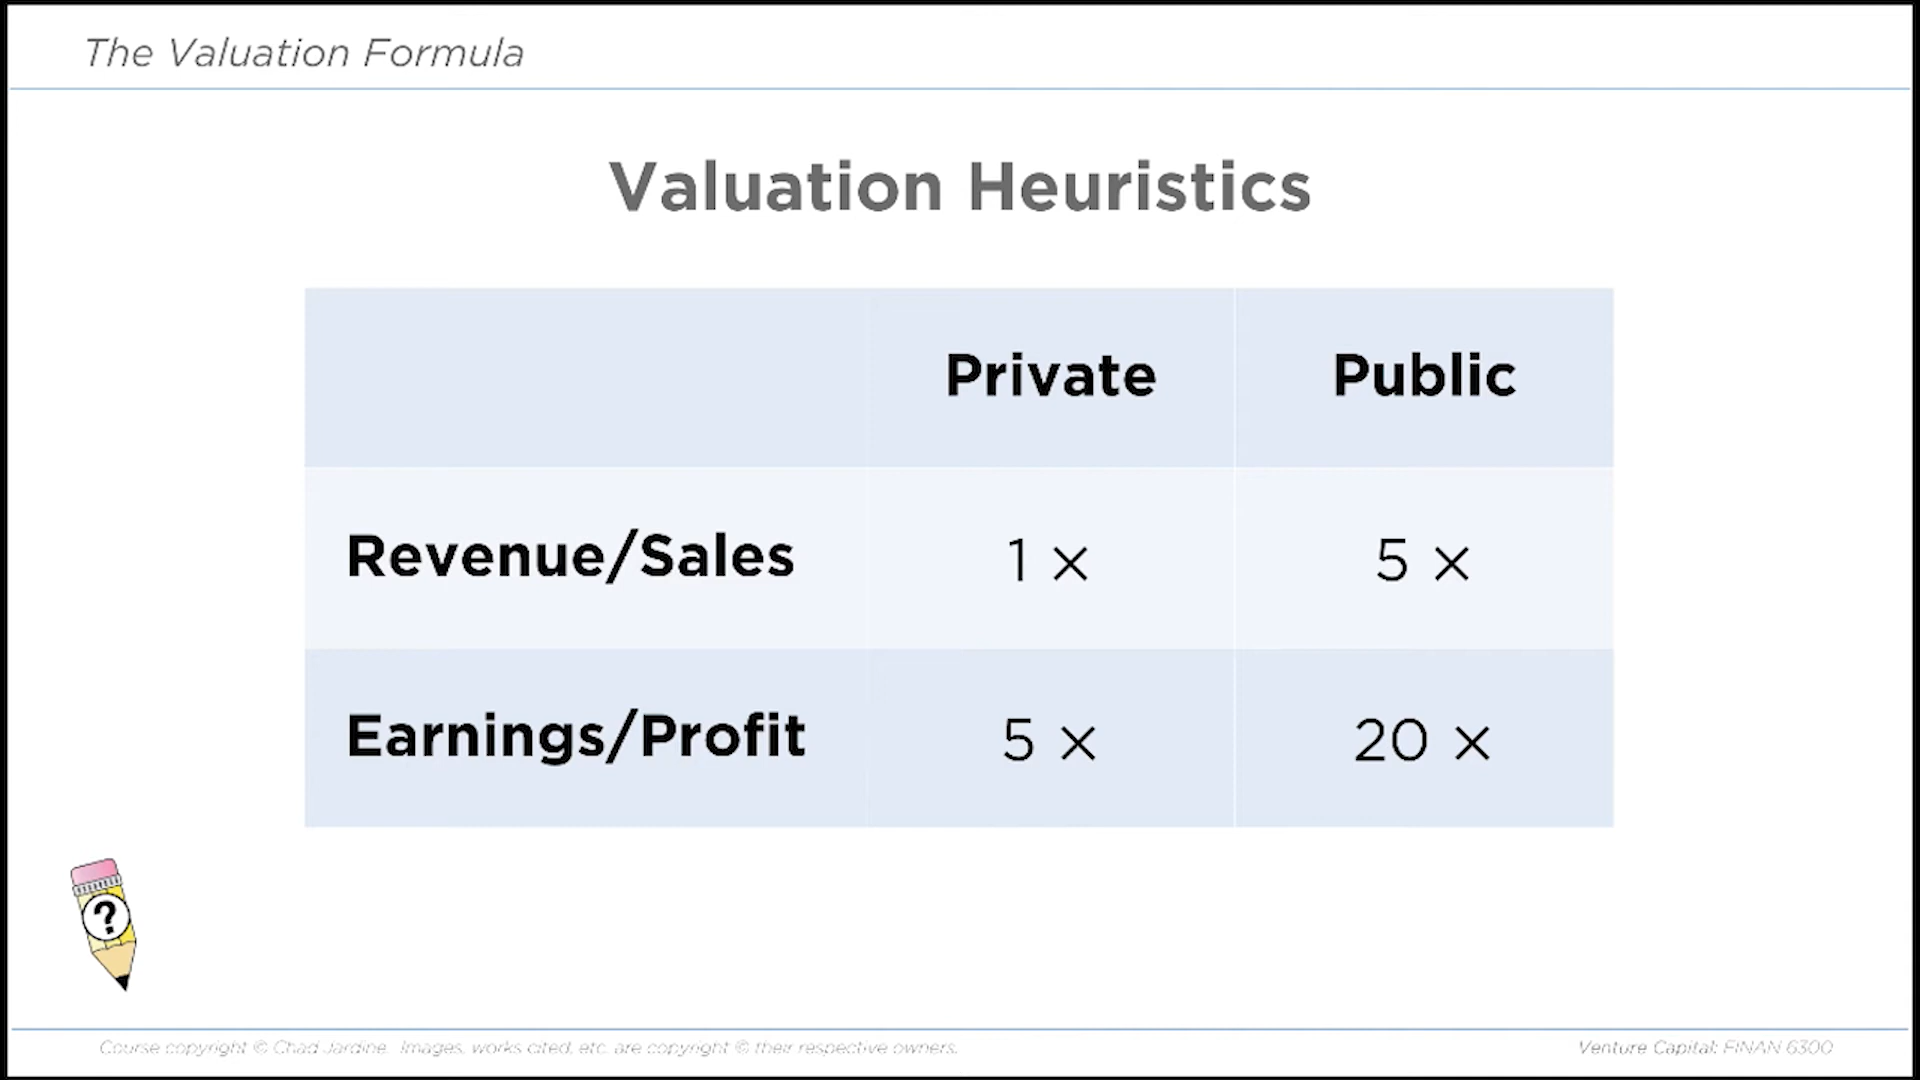 The Valuation Formula
Valuation Heuristics
Private Public
Revenue/Sales 1 × 5 ×
Earnings/Profit 5 × 20 ×
?
Course copyright © Chad Jardine. Images, works cited, etc. are copyright © their respective owners.
Venture Capital: FINAN 6300